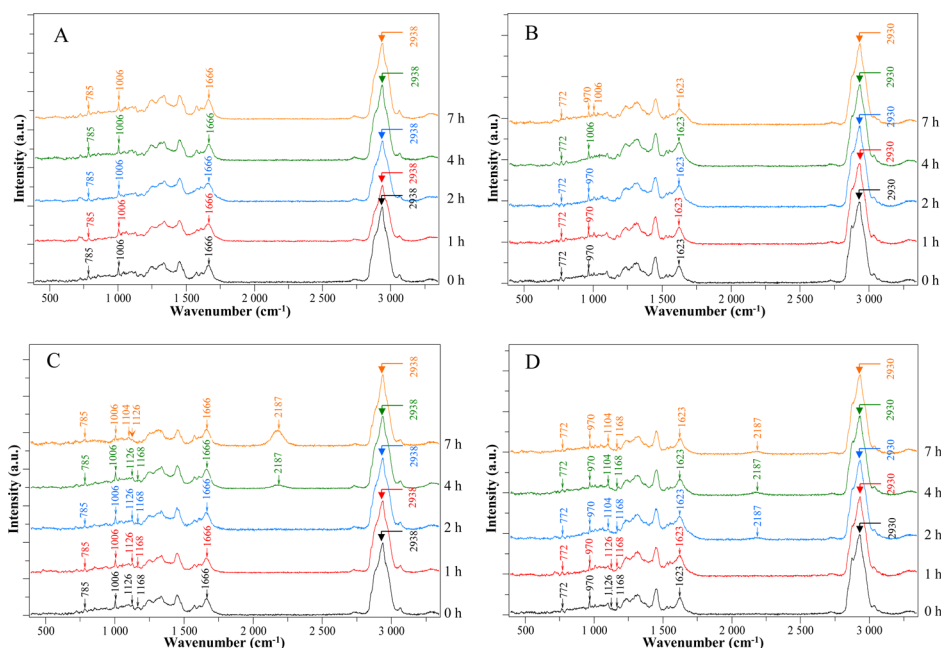 A
2938
785
1006
1666
7 h
2938
785
1006
1666
4 h
2938
785
1006
1666
2 h
2938
785
1006
1666
1 h
2938
785
1006
1666
0 h
Intensity (a.u.)
500 1 000 1 500 2 000 2 500 3 000
Wavenumber (cm-1)
B
2930
772
970
1006
1623
7 h
2930
772
1006
1623
4 h
2930
772
970
1623
2 h
2930
772
970
1623
1 h
2930
772
970
1623
0 h
Intensity (a.u.)
500 1 000 1 500 2 000 2 500 3 000
Wavenumber (cm-1)
C
2938
785
1006
1104
1126
1666
2187
7 h
2938
785
1006
1126
1168
1666
2187
4 h
2938
785
1006
1126
1168
1666
2 h
2938
785
1006
1126
1168
1666
1 h
2938
785
1006
1126
1168
1666
0 h
Intensity (a.u.)
500 1 000 1 500 2 000 2 500 3 000
Wavenumber (cm-1)
D
2930
772
970
1104
1168
1623
2187
7 h
2930
772
970
1104
1168
1623
2187
4 h
2930
772
970
1104
1168
1623
2187
2 h
2930
772
970
1126
1168
1623
1 h
2930
772
970
1126
1168
1623
0 h
Intensity (a.u.)
500 1 000 1 500 2 000 2 500 3 000
Wavenumber (cm-1)